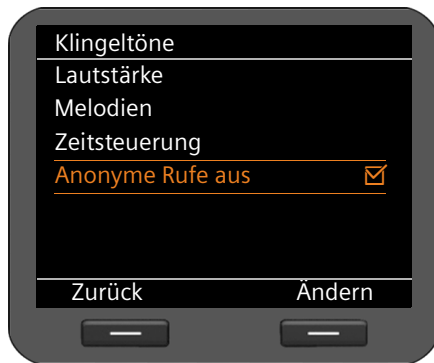 Klingeltöne
Lautstärke
Melodien
Zeitsteuerung
Anonyme Rufe aus
Zurück Ändern